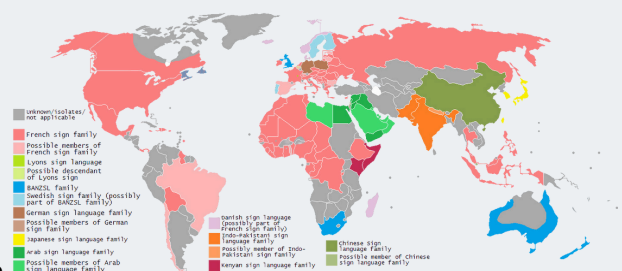 Unknown/isolates/
not applicable
French sign family
Possible members of
French sign family
Lyons sign language
Possible descendant
of Lyons sign
BANZSL family
Swedish sign family (possibly
part of BANZSL family)
German sign language family
Possible members of German
sign family
Japanese sign language family
Arab sign language family
Possible members of Arab
sign language family
Danish sign language
(possibly part of
French sign family)
Indo-Pakistani sign
language family
Possibly member of Indo-
Pakistani sign family
Kenyan sign language family
Chinese Sign
language family
Possible member of Chinese
sign language family